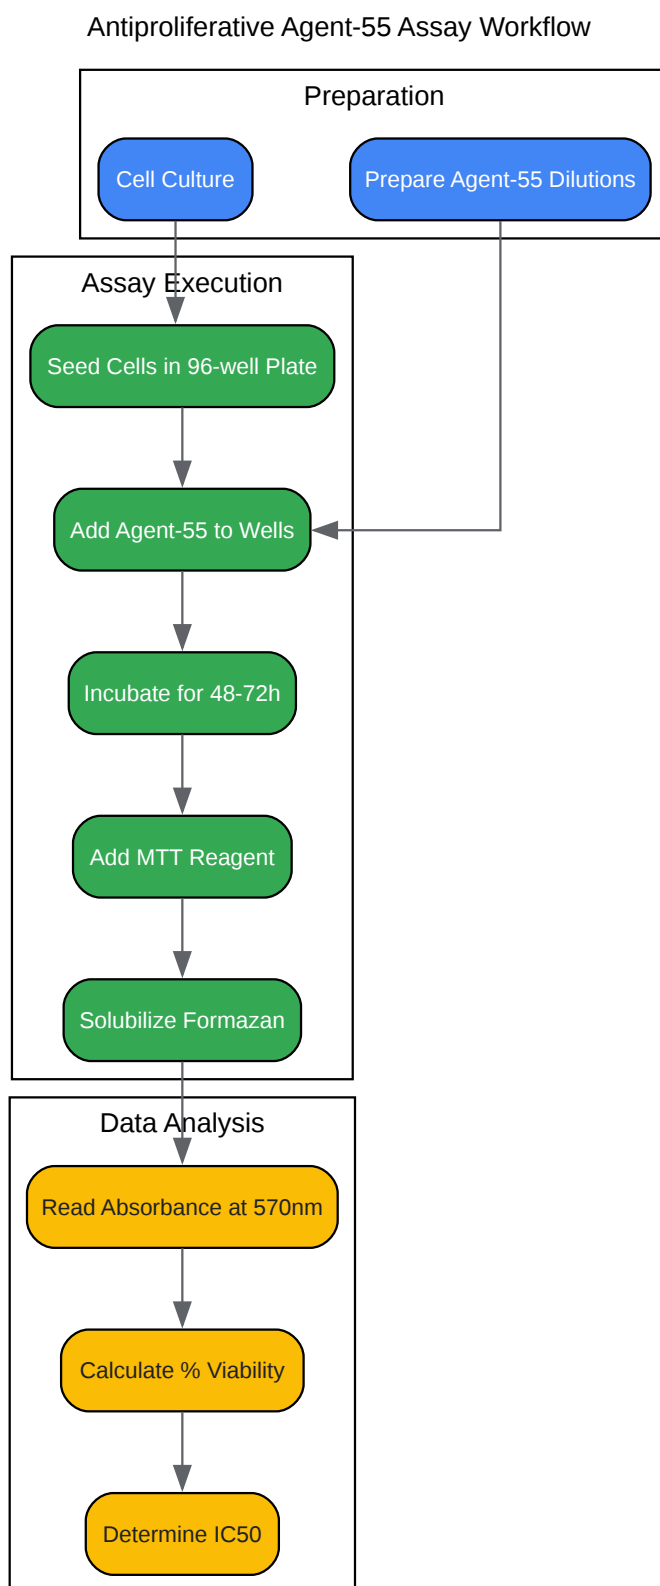 Antiproliferative Agent-55 Assay Workflow
Preparation
Cell Culture
Prepare Agent-55 Dilutions
Assay Execution
Seed Cells in 96-well Plate
Add Agent-55 to Wells
Incubate for 48-72h
Add MTT Reagent
Solubilize Formazan
Data Analysis
Read Absorbance at 570nm
Calculate % Viability
Determine IC50